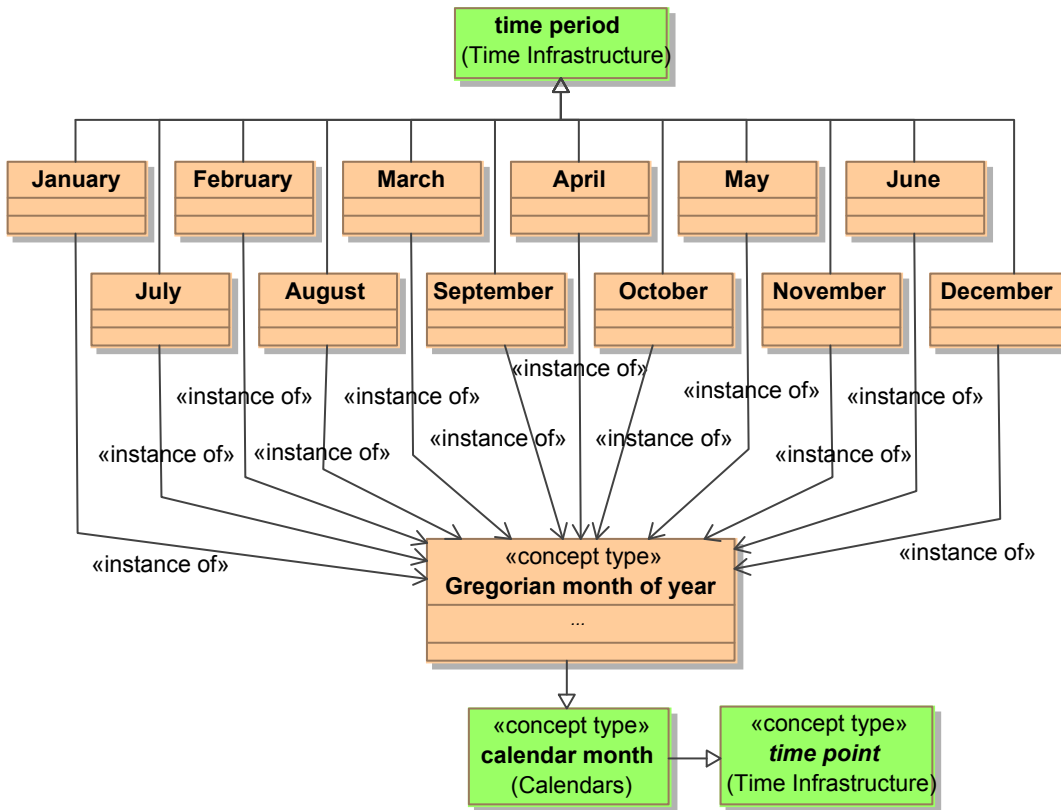 time period
(Time Infrastructure)
January
February
March
April
May
June
July
August
September
October
November
December
«instance of»
«instance of»
«instance of»
«instance of»
«instance of»
«instance of»
«instance of»
«instance of»
«instance of»
«instance of»
«instance of»
«instance of»
«concept type»
Gregorian month of year
...
«concept type»
calendar month
(Calendars)
«concept type»
time point
(Time Infrastructure)